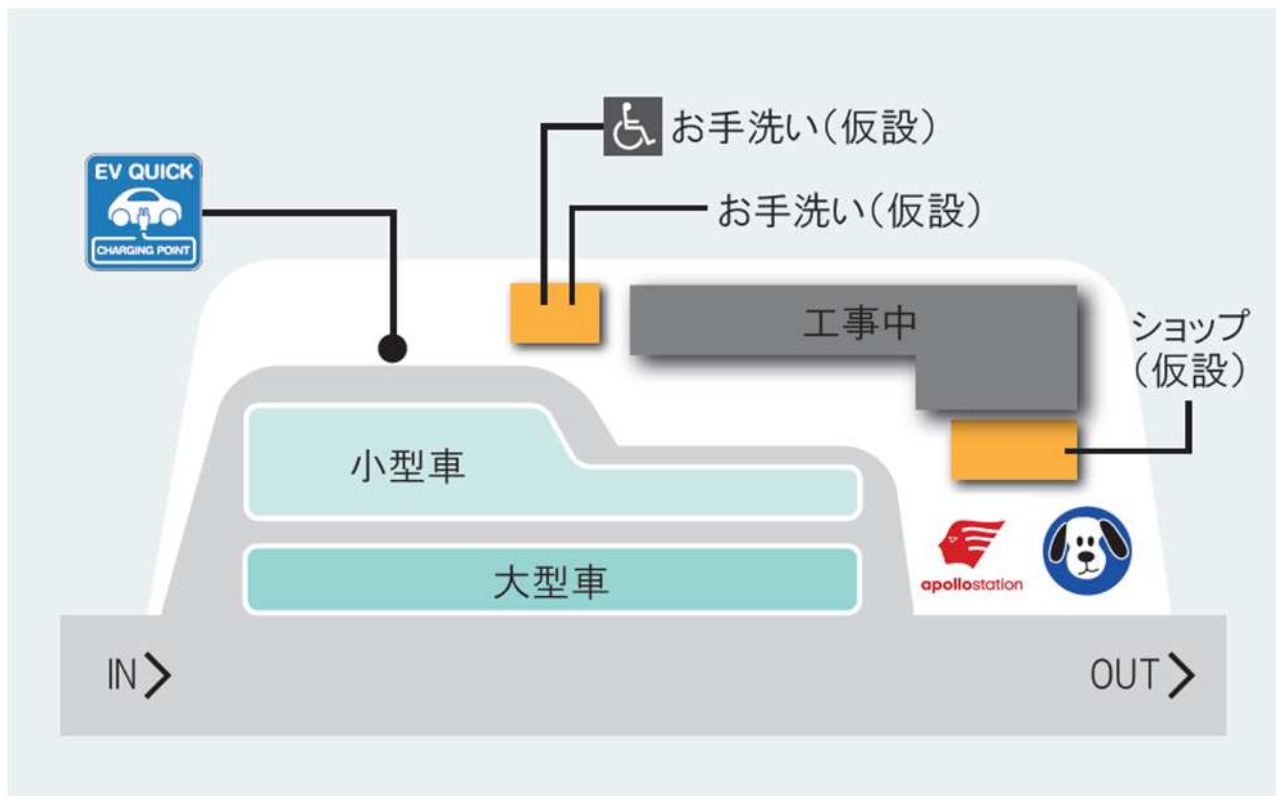 お手洗い（仮設）
EV QUICK
CHARGING POINT
お手洗い（仮設）
工事中
ショップ
（仮設）
小型車
大型車
apollostation
IN
OUT